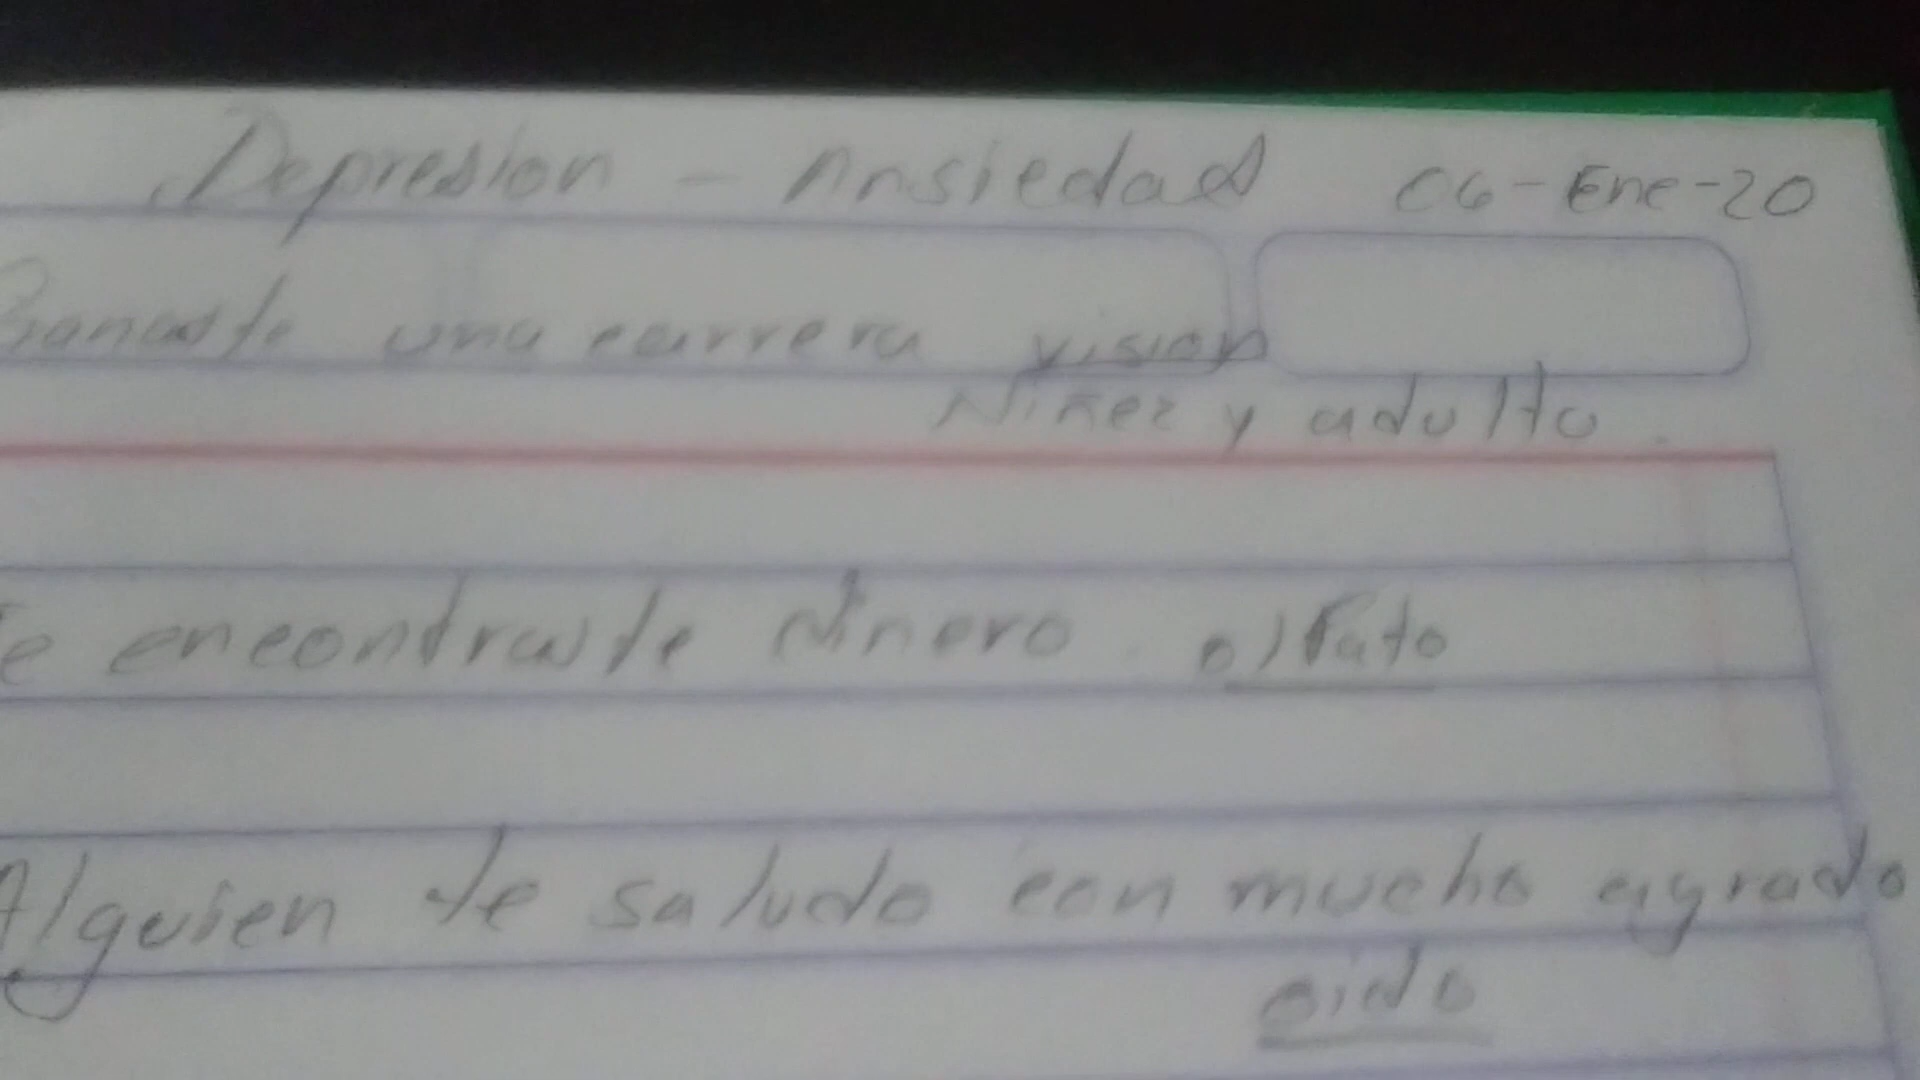 Depresion - Ansiedad 06-Ene-20
Ganaste una carrera vision
Niñez y adulto.
Te encontraste dinero. olfato
Alguien te saludo con mucho agrado
oido